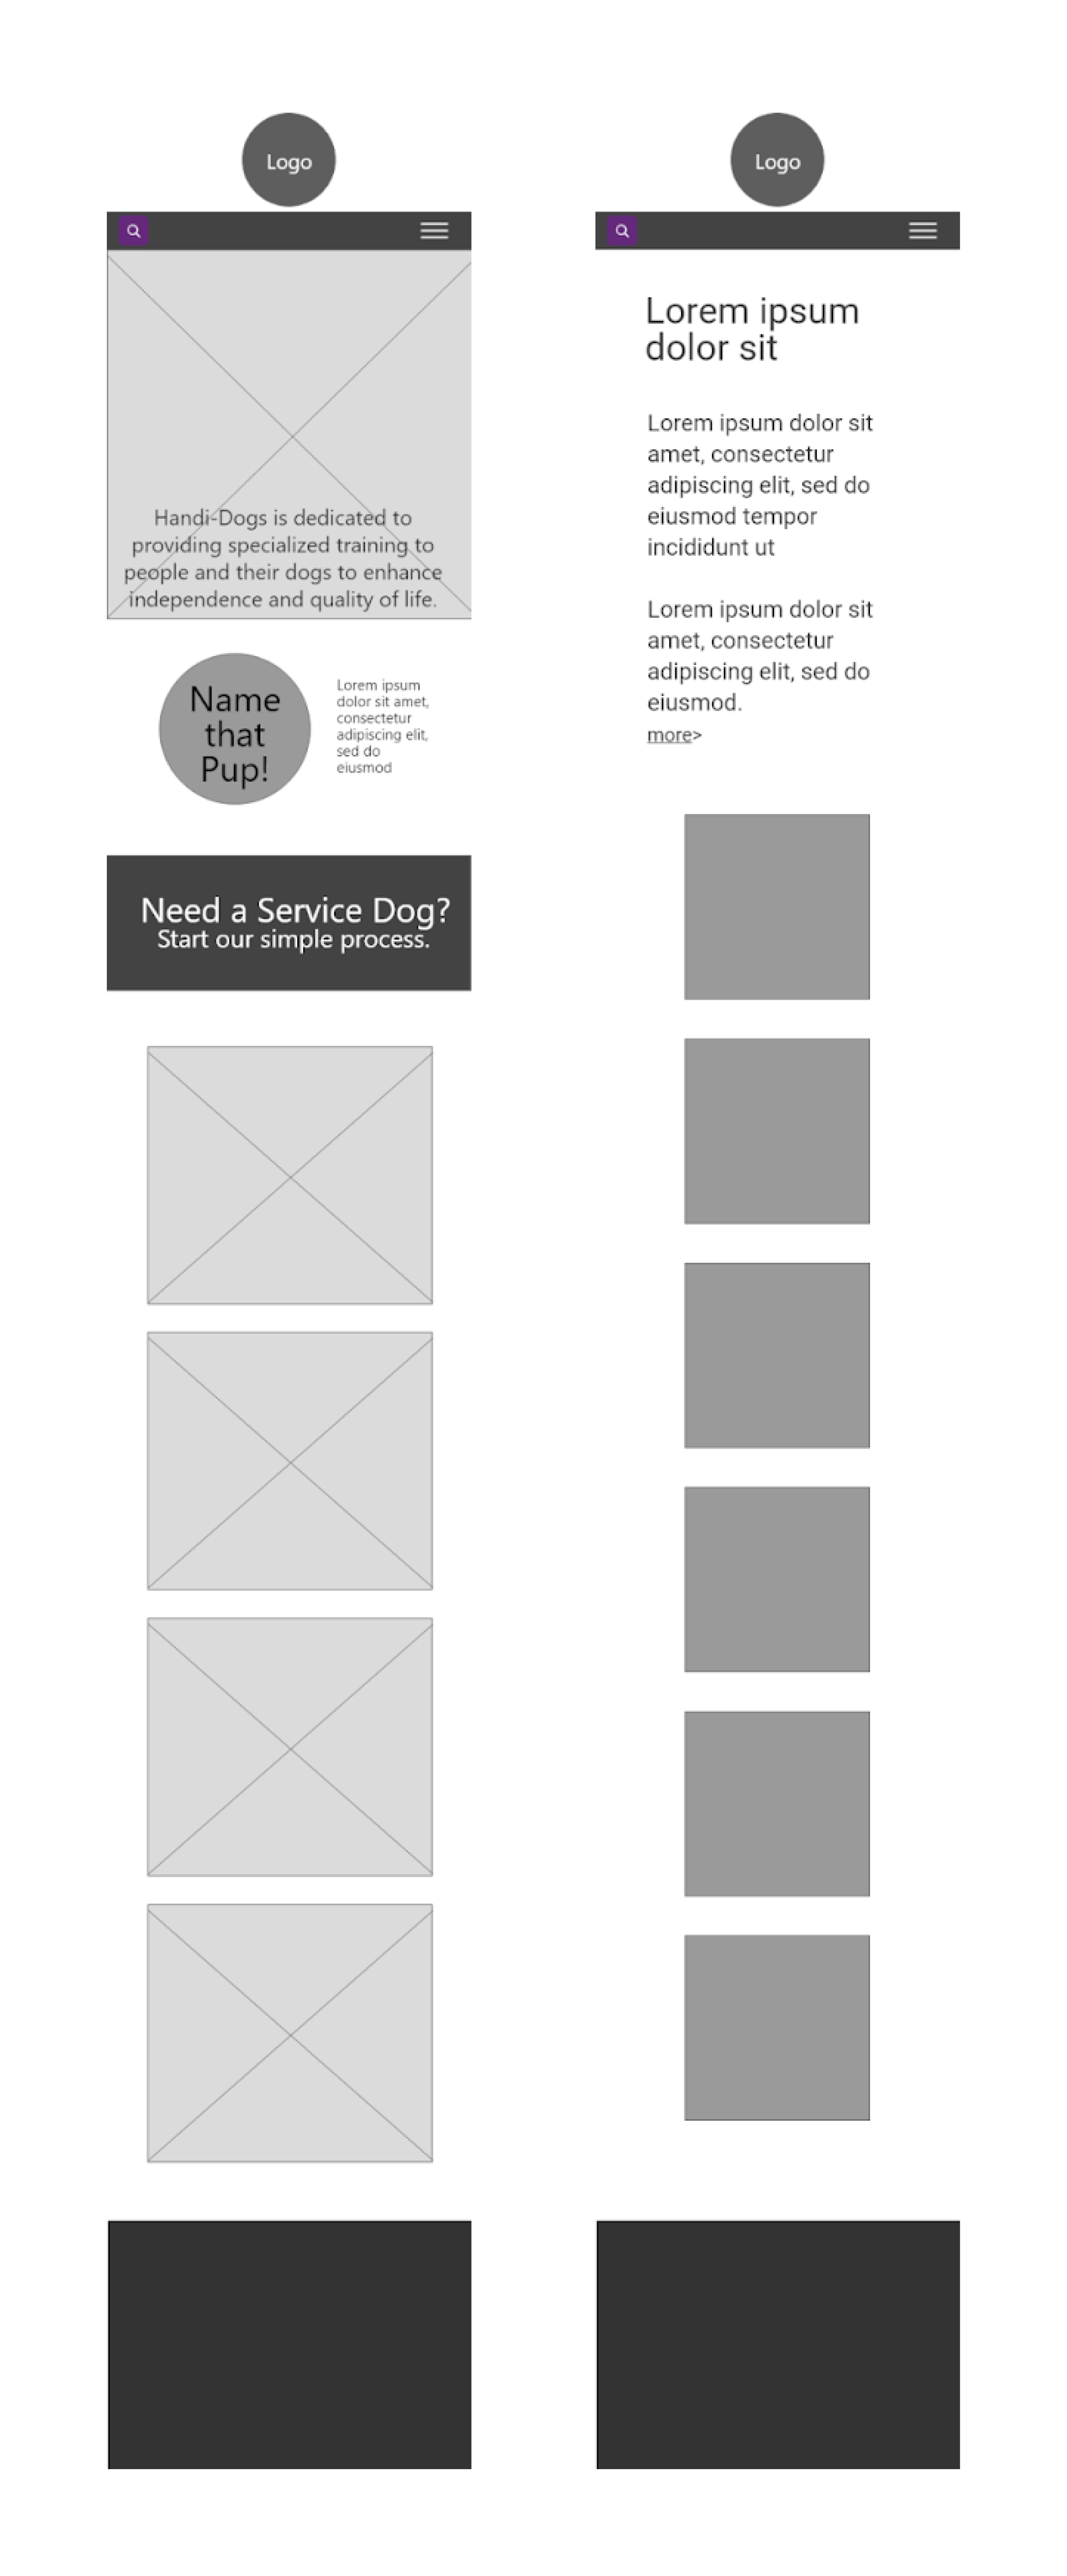 Logo
Handi-Dogs is dedicated to
providing specialized training to
people and their dogs to enhance
independence and quality of life.
Name
that
Pup!
Lorem ipsum
dolor sit amet,
consectetur
adipiscing elit,
sed do
eiusmod
Need a Service Dog?
Start our simple process.
Logo
Lorem ipsum
dolor sit
Lorem ipsum dolor sit
amet, consectetur
adipiscing elit, sed do
eiusmod tempor
incididunt ut
Lorem ipsum dolor sit
amet, consectetur
adipiscing elit, sed do
eiusmod.
more>